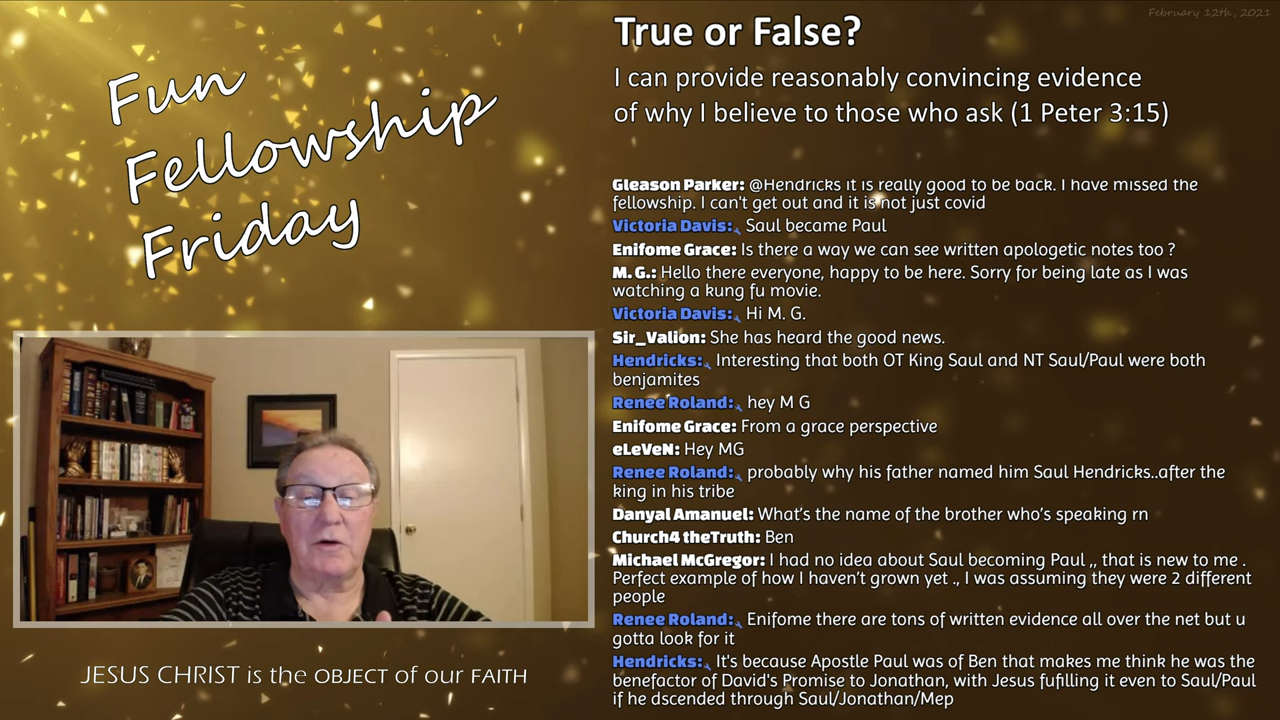 February 12th, 2021
True or False?
I can provide reasonably convincing evidence
of why I believe to those who ask (1 Peter 3:15)
Fun
Fellowship
Friday
Gleason Parker: @Hendricks it is really good to be back. I have missed the
fellowship. I can't get out and it is not just covid
Victoria Davis: Saul became Paul
Enifome Grace: Is there a way we can see written apologetic notes too ?
M. G.: Hello there everyone, happy to be here. Sorry for being late as I was
watching a kung fu movie.
Victoria Davis: Hi M. G.
Sir_Valion: She has heard the good news.
Hendricks: Interesting that both OT King Saul and NT Saul/Paul were both
benjamites
Renee Roland: hey M G
Enifome Grace: From a grace perspective
eLeVeN: Hey MG
Renee Roland: probably why his father named him Saul Hendricks..after the
king in his tribe
Danyal Amanuel: What's the name of the brother who's speaking rn
Church4 theTruth: Ben
Michael McGregor: I had no idea about Saul becoming Paul ,, that is new to me .
Perfect example of how I haven't grown yet ., I was assuming they were 2 different
people
Renee Roland: Enifome there are tons of written evidence all over the net but u
gotta look for it
Hendricks: It's because Apostle Paul was of Ben that makes me think he was the
benefactor of David's Promise to Jonathan, with Jesus fufilling it even to Saul/Paul
if he dscended through Saul/Jonathan/Mep
JESUS CHRIST is the OBJECT of our FAITH